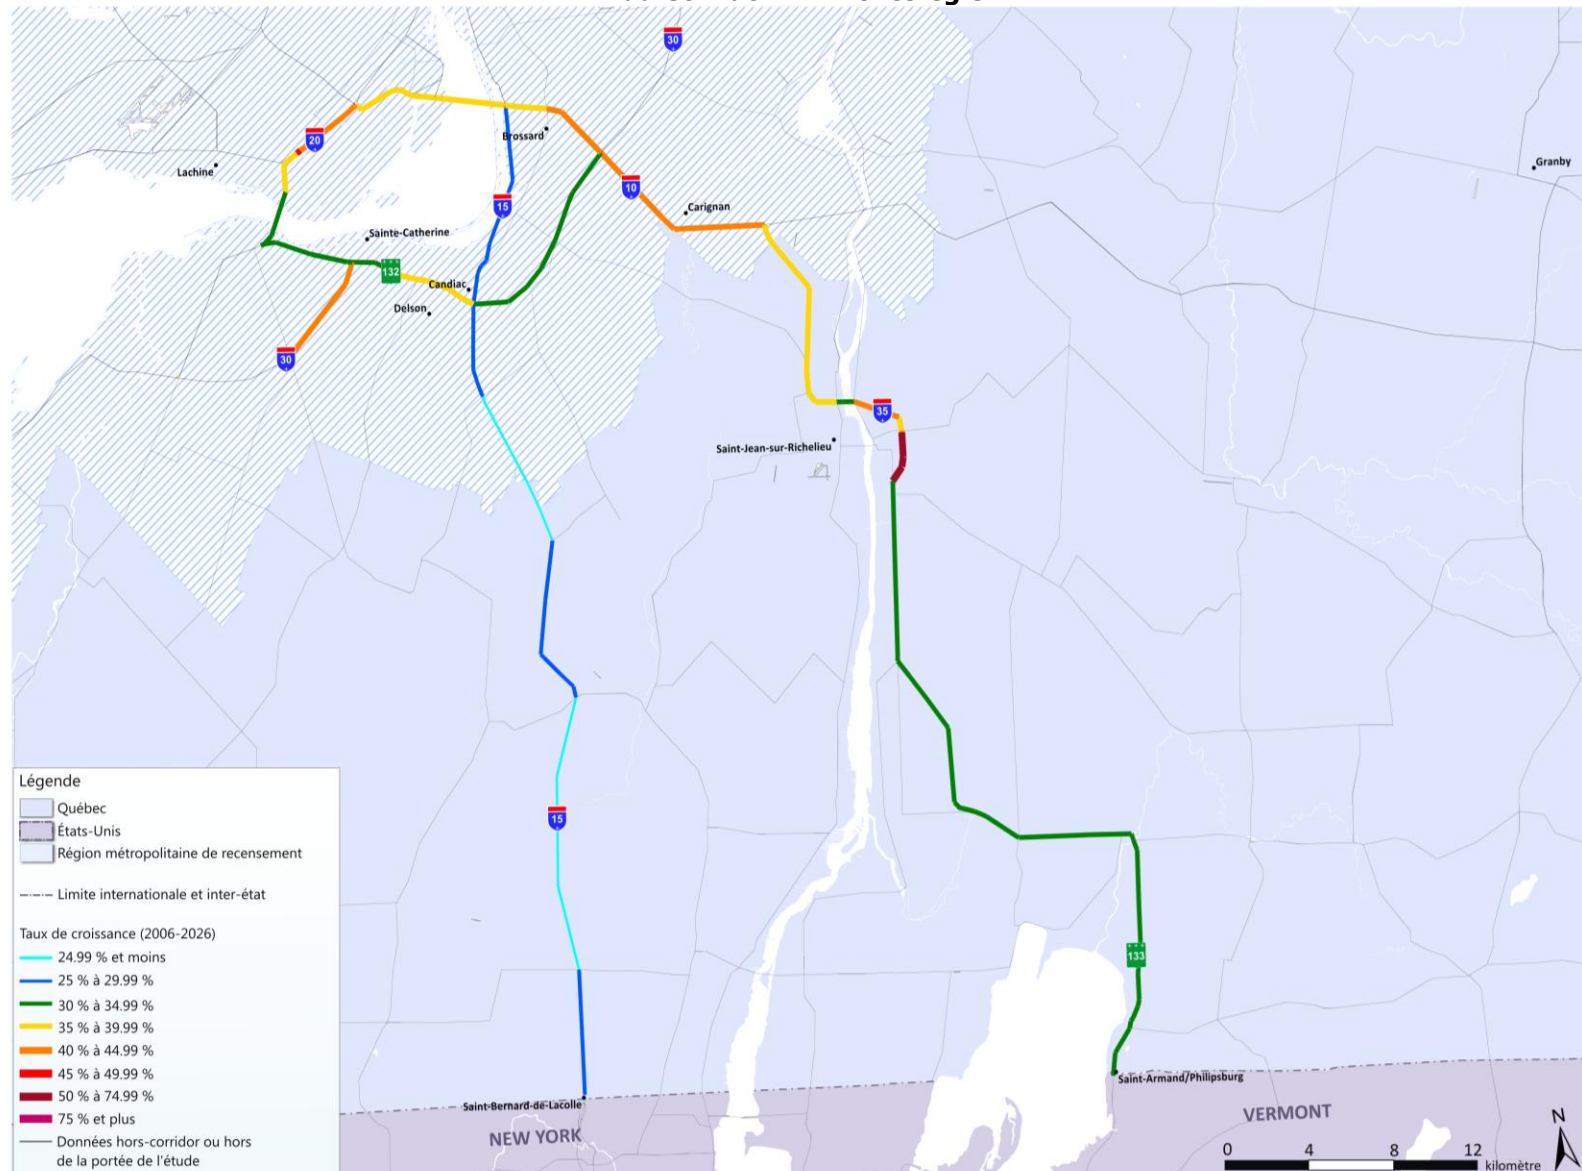 30
20
Brossard
Lachine
Granby
10
15
Carignan
Sainte-Catherine
132
Candiac
Delson
30
35
Saint-Jean-sur-Richelieu
Légende
Québec
États-Unis
Région métropolitaine de recensement
Limite internationale et inter-état
Taux de croissance (2006-2026)
24.99 % et moins
25 % à 29.99 %
30 % à 34.99 %
35 % à 39.99 %
40 % à 44.99 %
45 % à 49.99 %
50 % à 74.99 %
75 % et plus
Données hors-corridor ou hors
de la portée de l'étude
15
133
Saint-Armand/Philipsburg
Saint-Bernard-de-Lacolle
NEW YORK
VERMONT
N
0 4 8 12
kilomètre